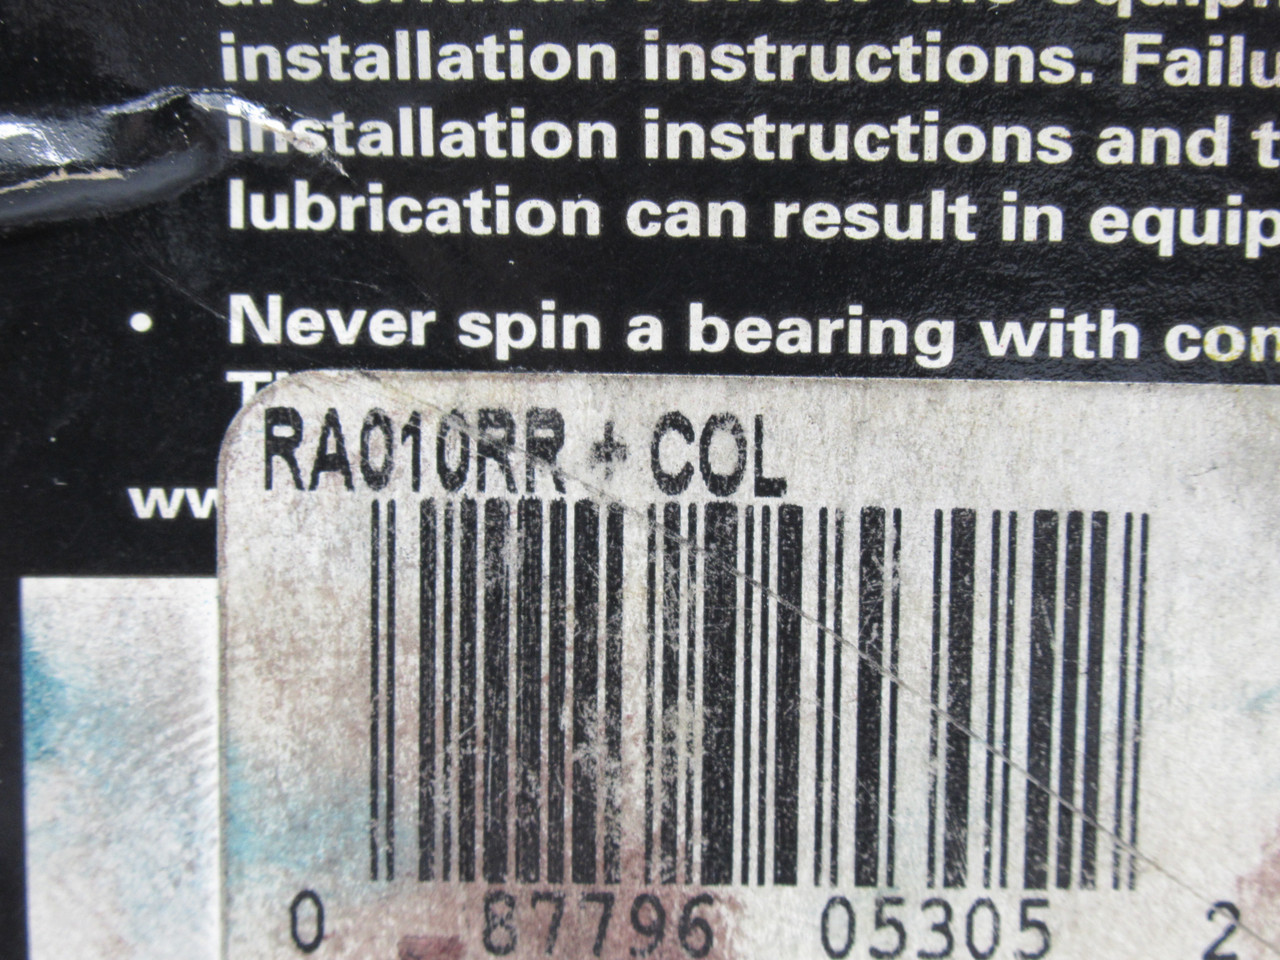 installation instructions. Failu
installation instructions and t
lubrication can result in equip
• Never spin a bearing with com
ww
RA010RR + COL
0 87796 05305 2